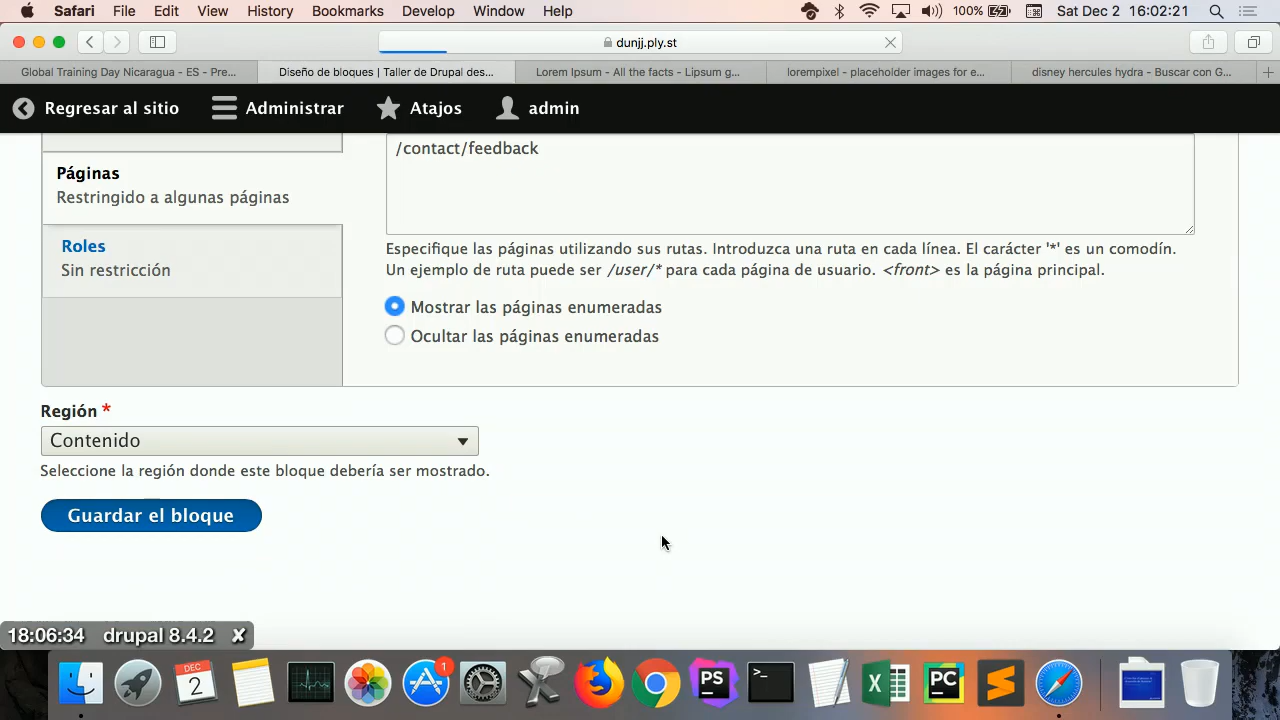 Safari File Edit View History Bookmarks Develop Window Help 100% Sat Dec 2 16:02:21
dunjj.ply.st
Global Training Day Nicaragua - ES - Pre...
Diseño de bloques | Taller de Drupal des...
Lorem Ipsum - All the facts - Lipsum g...
lorempixel - placeholder images for e...
disney hercules hydra - Buscar con G...
Regresar al sitio Administrar Atajos admin
/contact/feedback
Páginas
Restringido a algunas páginas
Roles
Sin restricción
Especifique las páginas utilizando sus rutas. Introduzca una ruta en cada línea. El carácter '*' es un comodín.
Un ejemplo de ruta puede ser /user/* para cada página de usuario. <front> es la página principal.
Mostrar las páginas enumeradas
Ocultar las páginas enumeradas
Región *
Contenido
Seleccione la región donde este bloque debería ser mostrado.
Guardar el bloque
18:06:34 drupal 8.4.2 ✘
DEC
2
1
PS
>_
PC